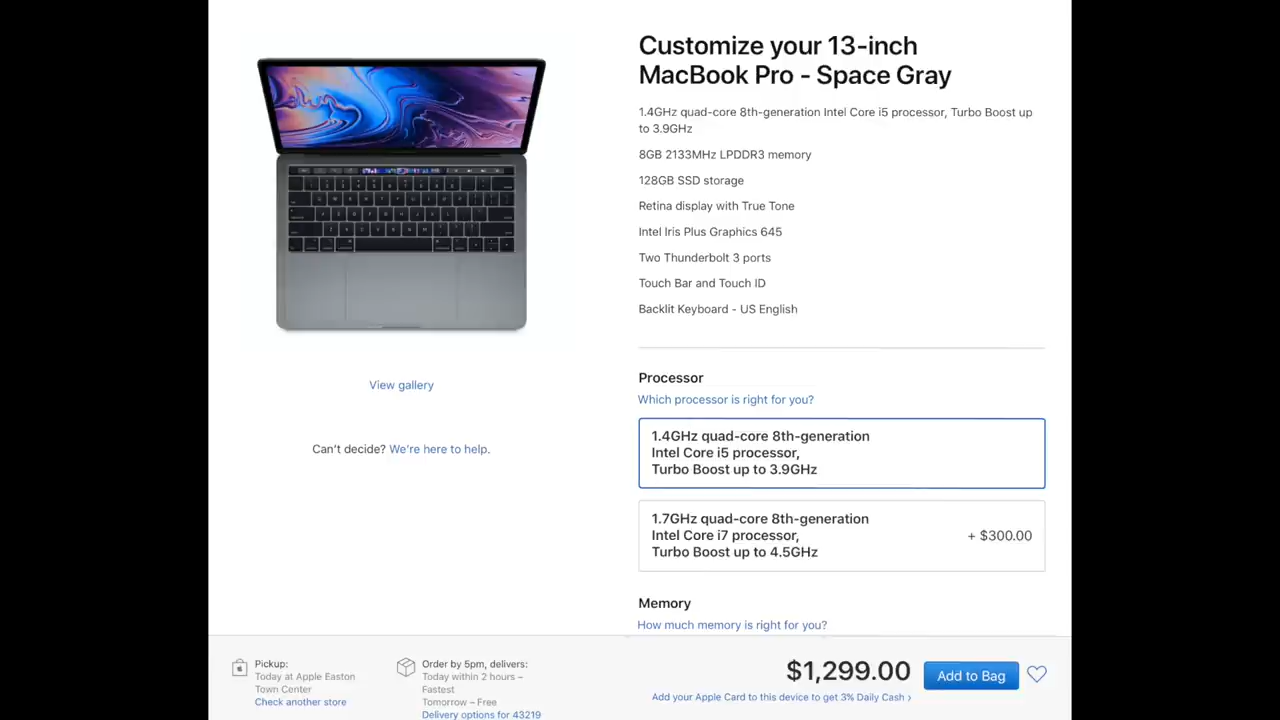 Customize your 13-inch
MacBook Pro - Space Gray
1.4GHz quad-core 8th-generation Intel Core i5 processor, Turbo Boost up
to 3.9GHz
8GB 2133MHz LPDDR3 memory
128GB SSD storage
Retina display with True Tone
Intel Iris Plus Graphics 645
Two Thunderbolt 3 ports
Touch Bar and Touch ID
Backlit Keyboard - US English
View gallery
Can't decide? We're here to help.
Processor
Which processor is right for you?
1.4GHz quad-core 8th-generation
Intel Core i5 processor,
Turbo Boost up to 3.9GHz
1.7GHz quad-core 8th-generation
Intel Core i7 processor,
Turbo Boost up to 4.5GHz
+ $300.00
Memory
How much memory is right for you?
Pickup:
Today at Apple Easton
Town Center
Check another store
Order by 5pm, delivers:
Today within 2 hours –
Fastest
Tomorrow – Free
Delivery options for 43219
$1,299.00
Add to Bag
Add your Apple Card to this device to get 3% Daily Cash ›